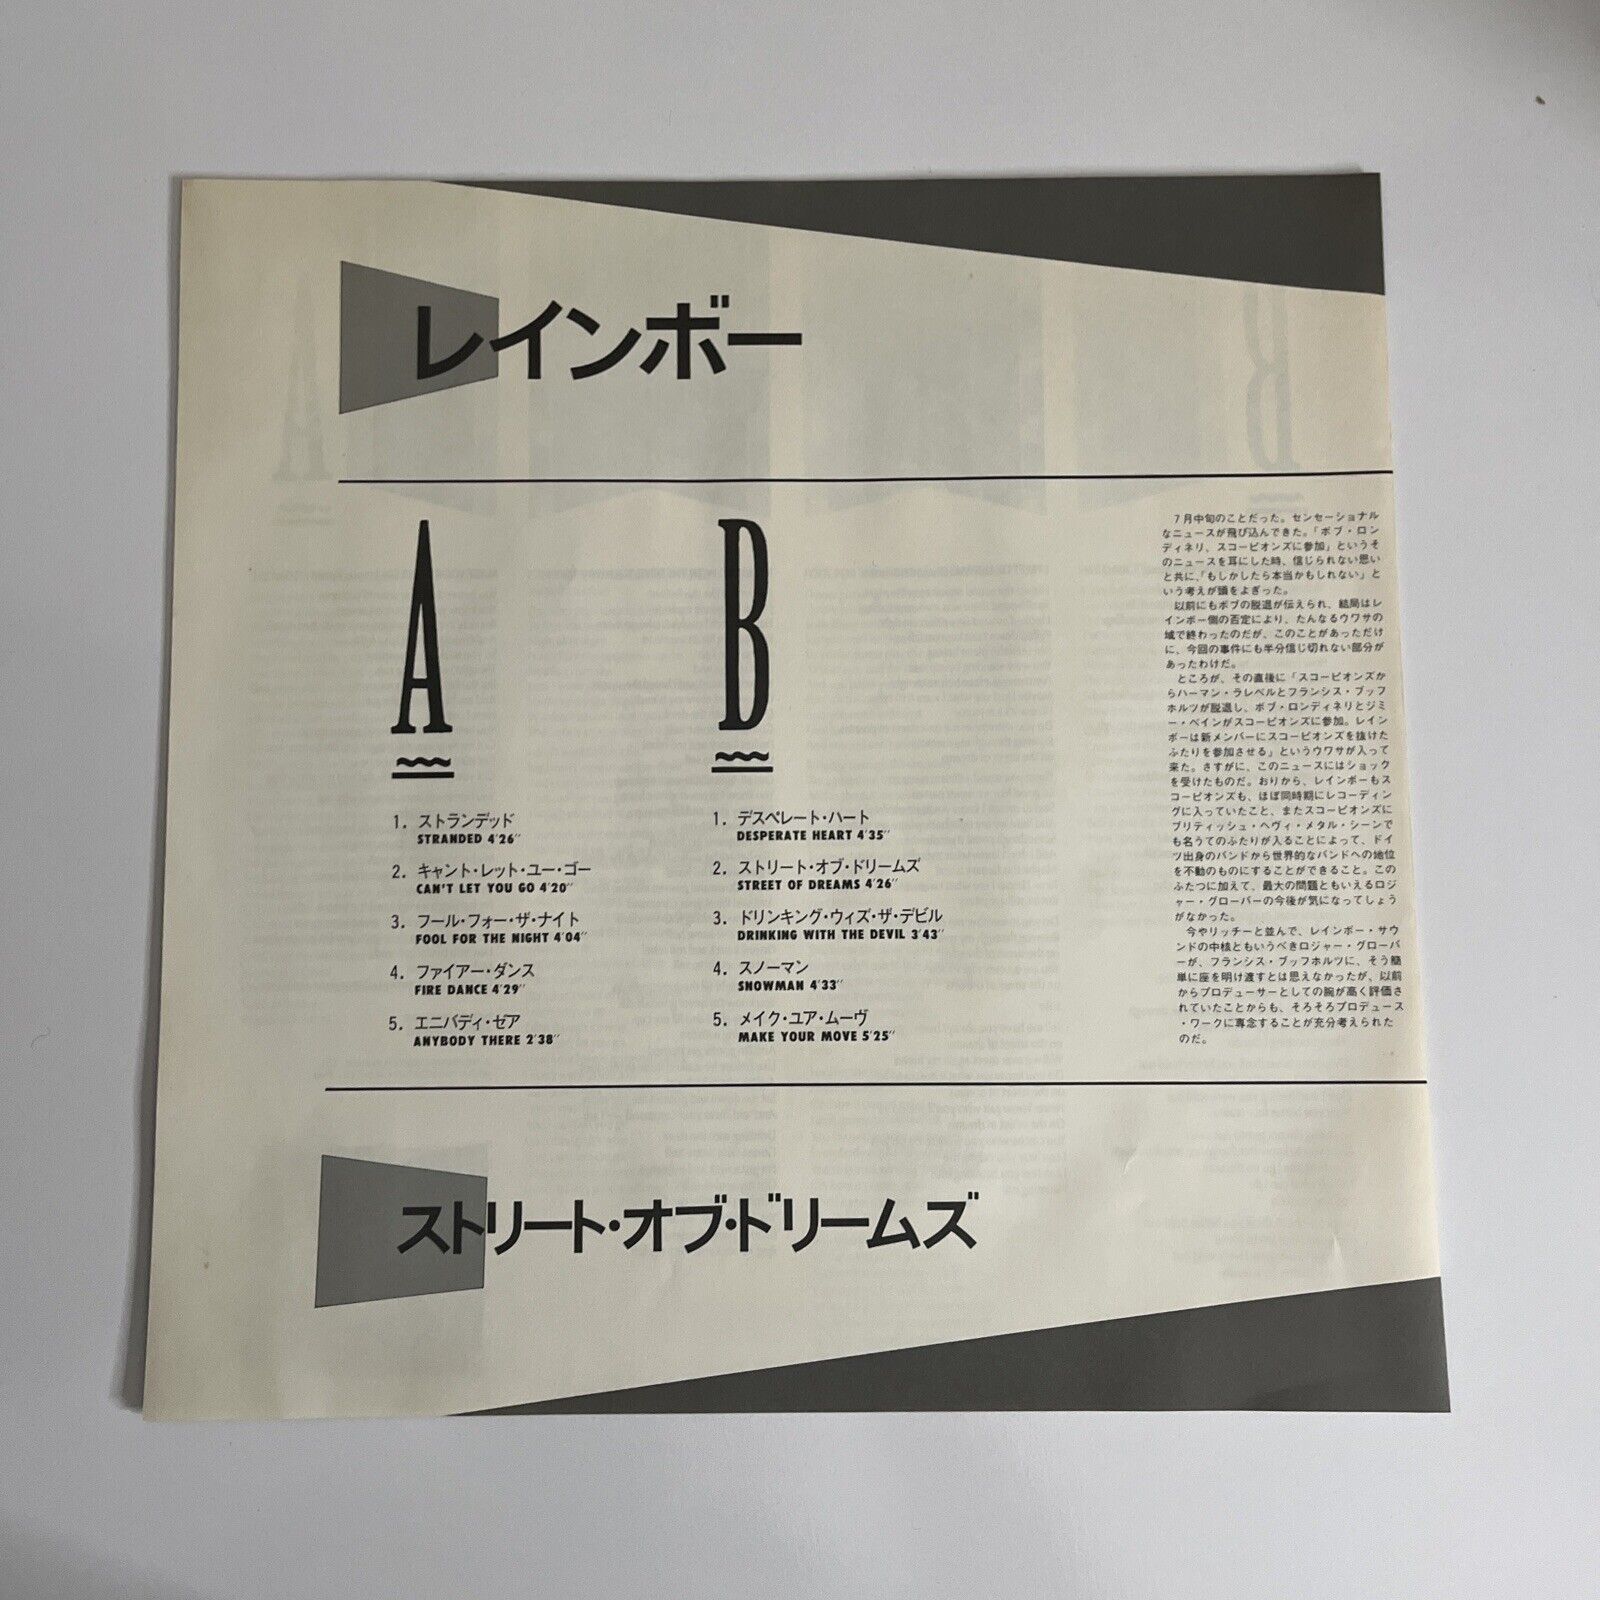 レインボー
A
1. ストランデッド
STRANDED 4'26''
2. キャント・レット・ユー・ゴー
CAN'T LET YOU GO 4'20''
3. フール・フォー・ザ・ナイト
FOOL FOR THE NIGHT 4'04''
4. ファイアー・ダンス
FIRE DANCE 4'29''
5. エニバディ・ゼア
ANYBODY THERE 2'38''
B
1. デスペレート・ハート
DESPERATE HEART 4'35''
2. ストリート・オブ・ドリームズ
STREET OF DREAMS 4'26''
3. ドリンキング・ウィズ・ザ・デビル
DRINKING WITH THE DEVIL 3'43''
4. スノーマン
SNOWMAN 4'33''
5. メイク・ユア・ムーヴ
MAKE YOUR MOVE 5'25''
7月中旬のことだった。センセーショナル
なニュースが飛び込んできた。「ボブ・ロン
ディネリ、スコーピオンズに参加」というそ
のニュースを耳にした時、信じられない思い
と共に、「もしかしたら本当かもしれない」と
いう考えが頭をよぎった。
以前にもボブの脱退が伝えられ、結局はレ
インボー側の否定により、たんなるウワサの
域で終わったのだが、このことがあっただけ
に、今回の事件にも半分信じ切れない部分が
あったわけだ。
ところが、その直後に「スコーピオンズか
らハーマン・ラレベルとフランシス・ブッフ
ホルツが脱退し、ボブ・ロンディネリとジミ
ー・ベインがスコーピオンズに参加。レイン
ボーは新メンバーにスコーピオンズを抜けた
ふたりを参加させる」というウワサが入って
来た。さすがに、このニュースにはショック
を受けたものだ。おりから、レインボーもス
コーピオンズも、ほぼ同時期にレコーディン
グに入っていたこと、またスコーピオンズに
ブリティッシュ・ヘヴィ・メタル・シーンで
も名うてのふたりが入ることによって、ドイ
ツ出身のバンドから世界的なバンドへの地位
を不動のものにすることができること。この
ふたつに加えて、最大の問題ともいえるロジ
ャー・グローバーの今後が気になってしょう
がなかった。
今やリッチーと並んで、レインボー・サウ
ンドの中核ともいうべきロジャー・グローバ
ーが、フランシス・ブッフホルツに、そう簡
単に座を明け渡すとは思えなかったが、以前
からプロデューサーとしての腕が高く評価さ
れていたことからも、そろそろプロデュース
・ワークに専念することが充分考えられた
のだ。
ストリート・オブ・ドリームズ